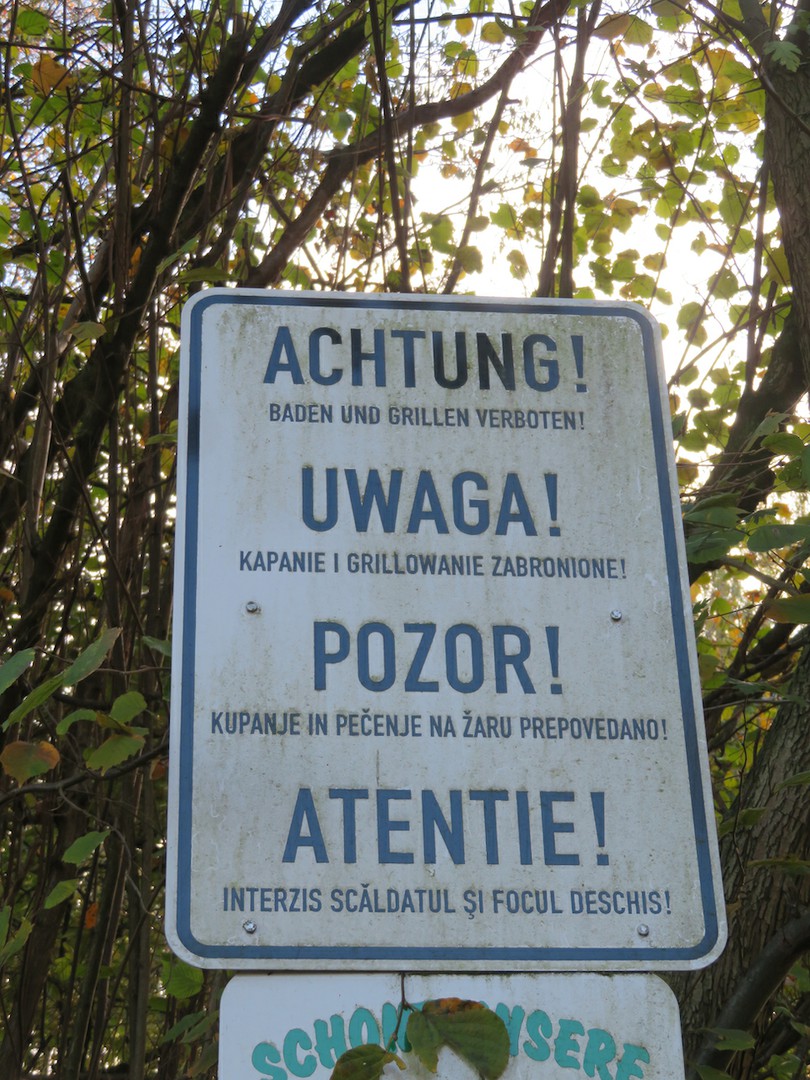 ACHTUNG!
BADEN UND GRILLEN VERBOTEN!
UWAGA!
KAPANIE I GRILLOWANIE ZABRONIONE!
POZOR!
KUPANJE IN PEČENJE NA ŽARU PREPOVEDANO!
ATENTIE!
INTERZIS SCĂLDATUL ŞI FOCUL DESCHIS!